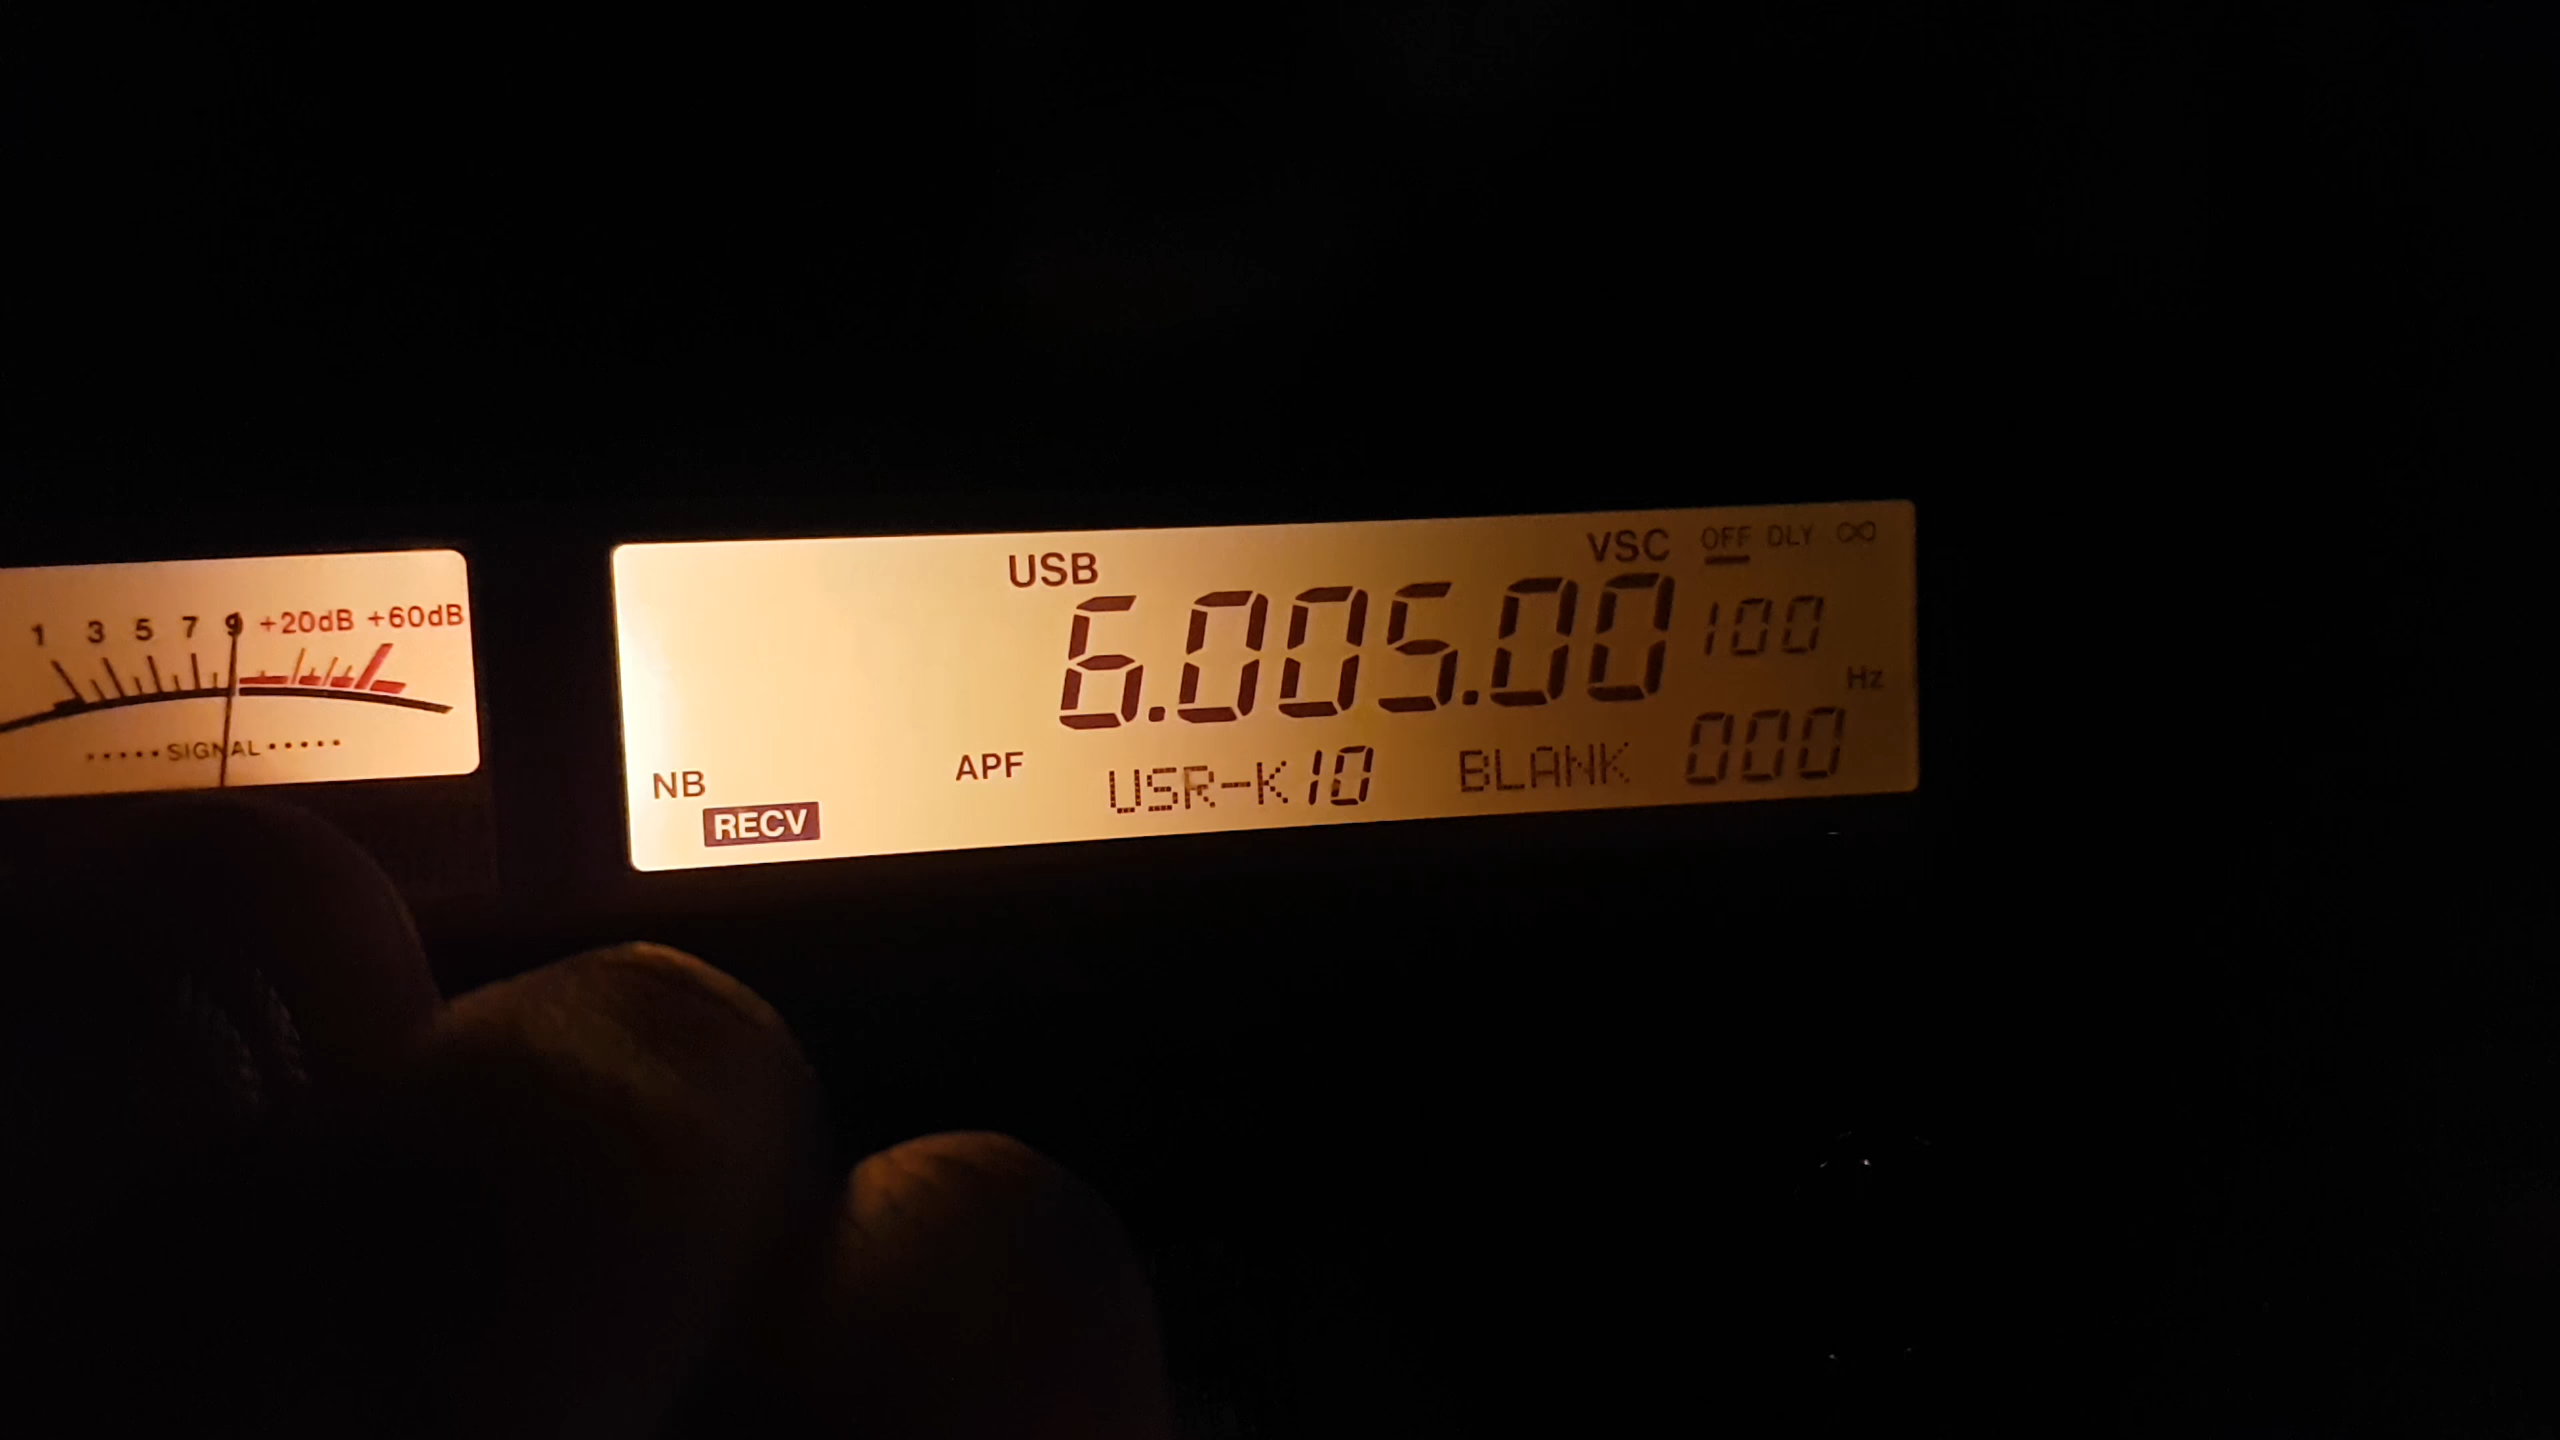 1 3 5 7 9 +20dB +60dB
SIGNAL
USB VSC OFF DLY ∞
6.005.00 100
Hz
NB APF USR-K10 BLANK 000
RECV